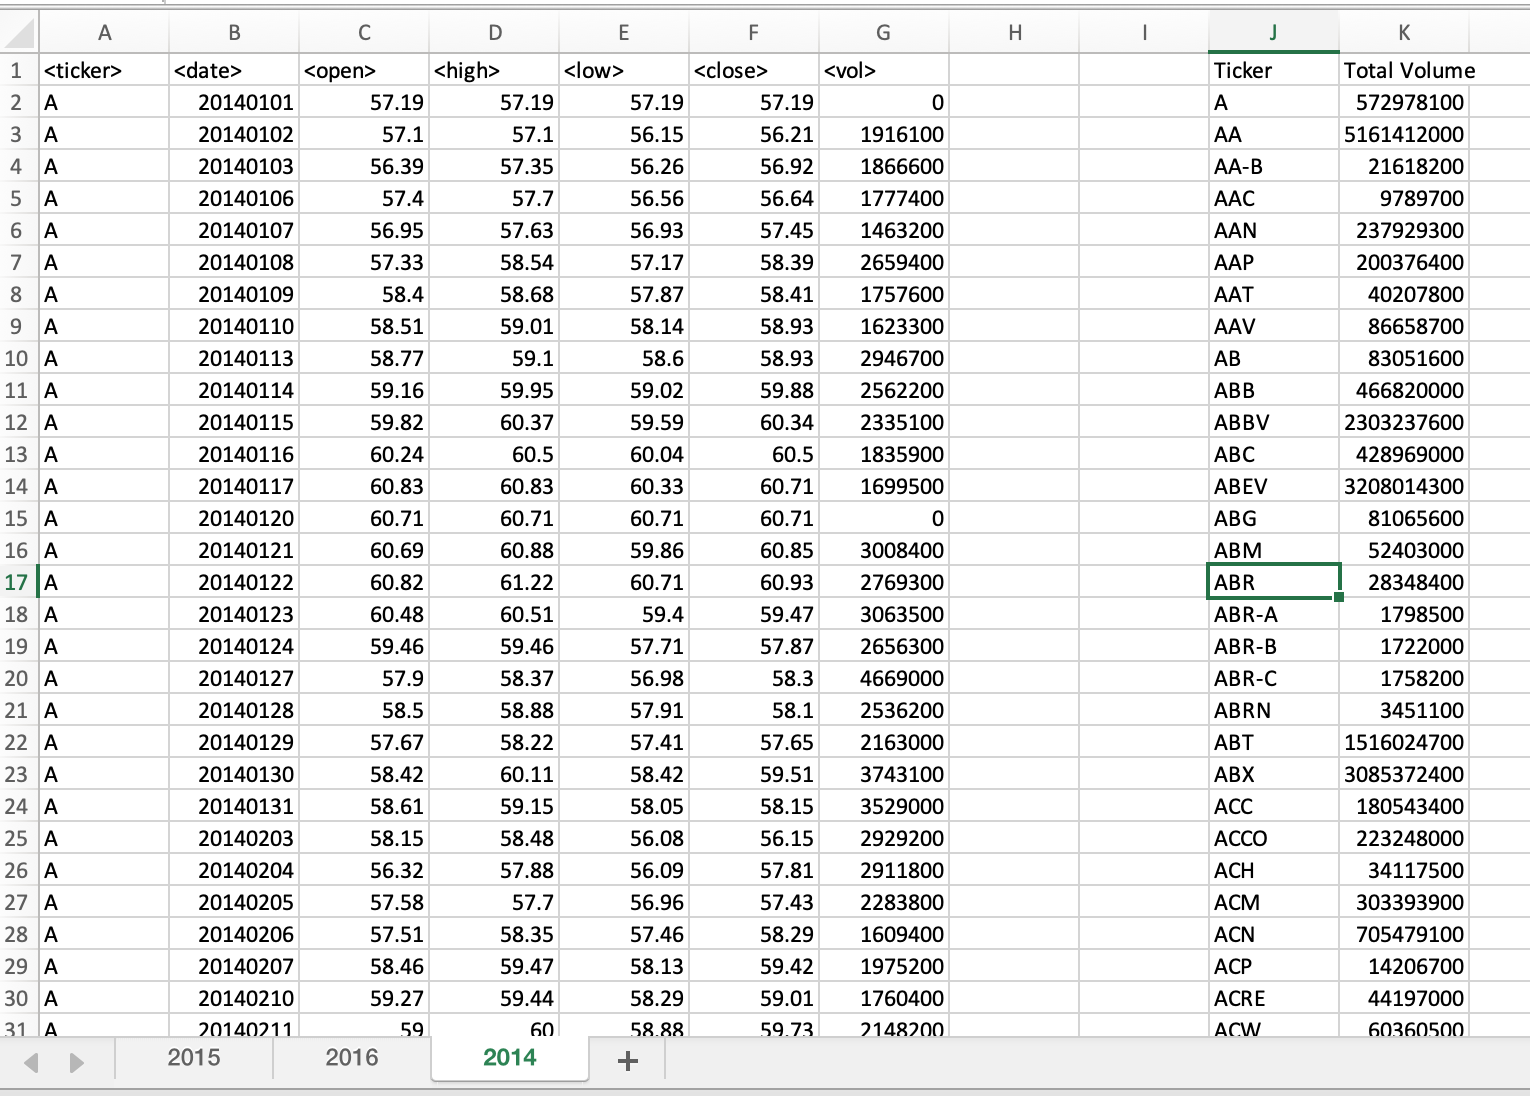 A B C D E F G H I J K
1 <ticker> <date> <open> <high> <low> <close> <vol> Ticker Total Volume
2 A 20140101 57.19 57.19 57.19 57.19 0 A 572978100
3 A 20140102 57.1 57.1 56.15 56.21 1916100 AA 5161412000
4 A 20140103 56.39 57.35 56.26 56.92 1866600 AA-B 21618200
5 A 20140106 57.4 57.7 56.56 56.64 1777400 AAC 9789700
6 A 20140107 56.95 57.63 56.93 57.45 1463200 AAN 237929300
7 A 20140108 57.33 58.54 57.17 58.39 2659400 AAP 200376400
8 A 20140109 58.4 58.68 57.87 58.41 1757600 AAT 40207800
9 A 20140110 58.51 59.01 58.14 58.93 1623300 AAV 86658700
10 A 20140113 58.77 59.1 58.6 58.93 2946700 AB 83051600
11 A 20140114 59.16 59.95 59.02 59.88 2562200 ABB 466820000
12 A 20140115 59.82 60.37 59.59 60.34 2335100 ABBV 2303237600
13 A 20140116 60.24 60.5 60.04 60.5 1835900 ABC 428969000
14 A 20140117 60.83 60.83 60.33 60.71 1699500 ABEV 3208014300
15 A 20140120 60.71 60.71 60.71 60.71 0 ABG 81065600
16 A 20140121 60.69 60.88 59.86 60.85 3008400 ABM 52403000
17 A 20140122 60.82 61.22 60.71 60.93 2769300 ABR 28348400
18 A 20140123 60.48 60.51 59.4 59.47 3063500 ABR-A 1798500
19 A 20140124 59.46 59.46 57.71 57.87 2656300 ABR-B 1722000
20 A 20140127 57.9 58.37 56.98 58.3 4669000 ABR-C 1758200
21 A 20140128 58.5 58.88 57.91 58.1 2536200 ABRN 3451100
22 A 20140129 57.67 58.22 57.41 57.65 2163000 ABT 1516024700
23 A 20140130 58.42 60.11 58.42 59.51 3743100 ABX 3085372400
24 A 20140131 58.61 59.15 58.05 58.15 3529000 ACC 180543400
25 A 20140203 58.15 58.48 56.08 56.15 2929200 ACCO 223248000
26 A 20140204 56.32 57.88 56.09 57.81 2911800 ACH 34117500
27 A 20140205 57.58 57.7 56.96 57.43 2283800 ACM 303393900
28 A 20140206 57.51 58.35 57.46 58.29 1609400 ACN 705479100
29 A 20140207 58.46 59.47 58.13 59.42 1975200 ACP 14206700
30 A 20140210 59.27 59.44 58.29 59.01 1760400 ACRE 44197000
31 A 20140211 59 60 58.88 59.73 2148200 ACW 60360500
2015 2016 2014 +